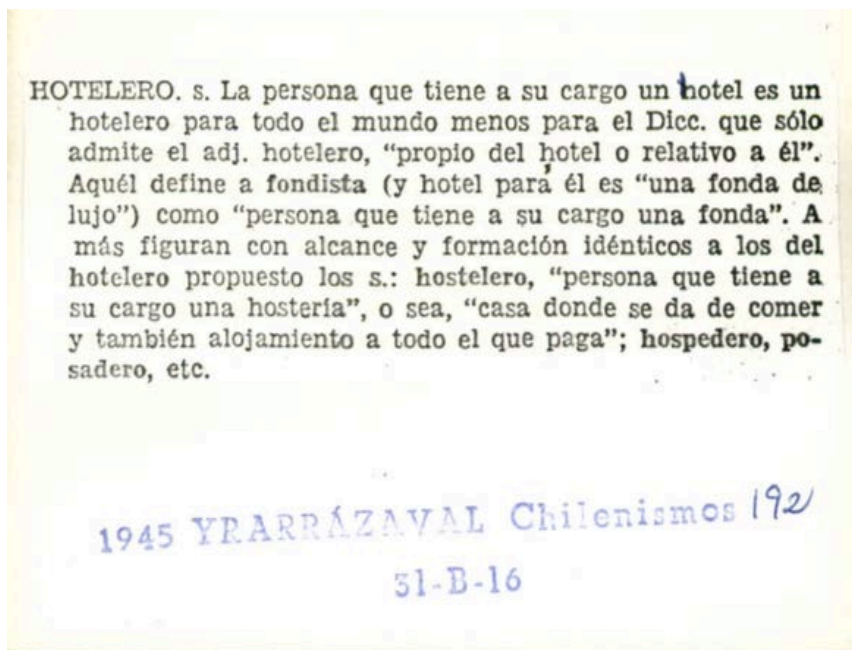 HOTELERO. s. La persona que tiene a su cargo un hotel es un
hotelero para todo el mundo menos para el Dicc. que sólo
admite el adj. hotelero, “propio del hotel o relativo a él”.
Aquél define a fondista (y hotel para él es “una fonda de
lujo”) como “persona que tiene a su cargo una fonda”. A
más figuran con alcance y formación idénticos a los del
hotelero propuesto los s.: hostelero, “persona que tiene a
su cargo una hostería”, o sea, “casa donde se da de comer
y también alojamiento a todo el que paga”; hospedero, po-
sadero, etc.
1945 YRARRÁZAVAL Chilenismos 192
31-B-16